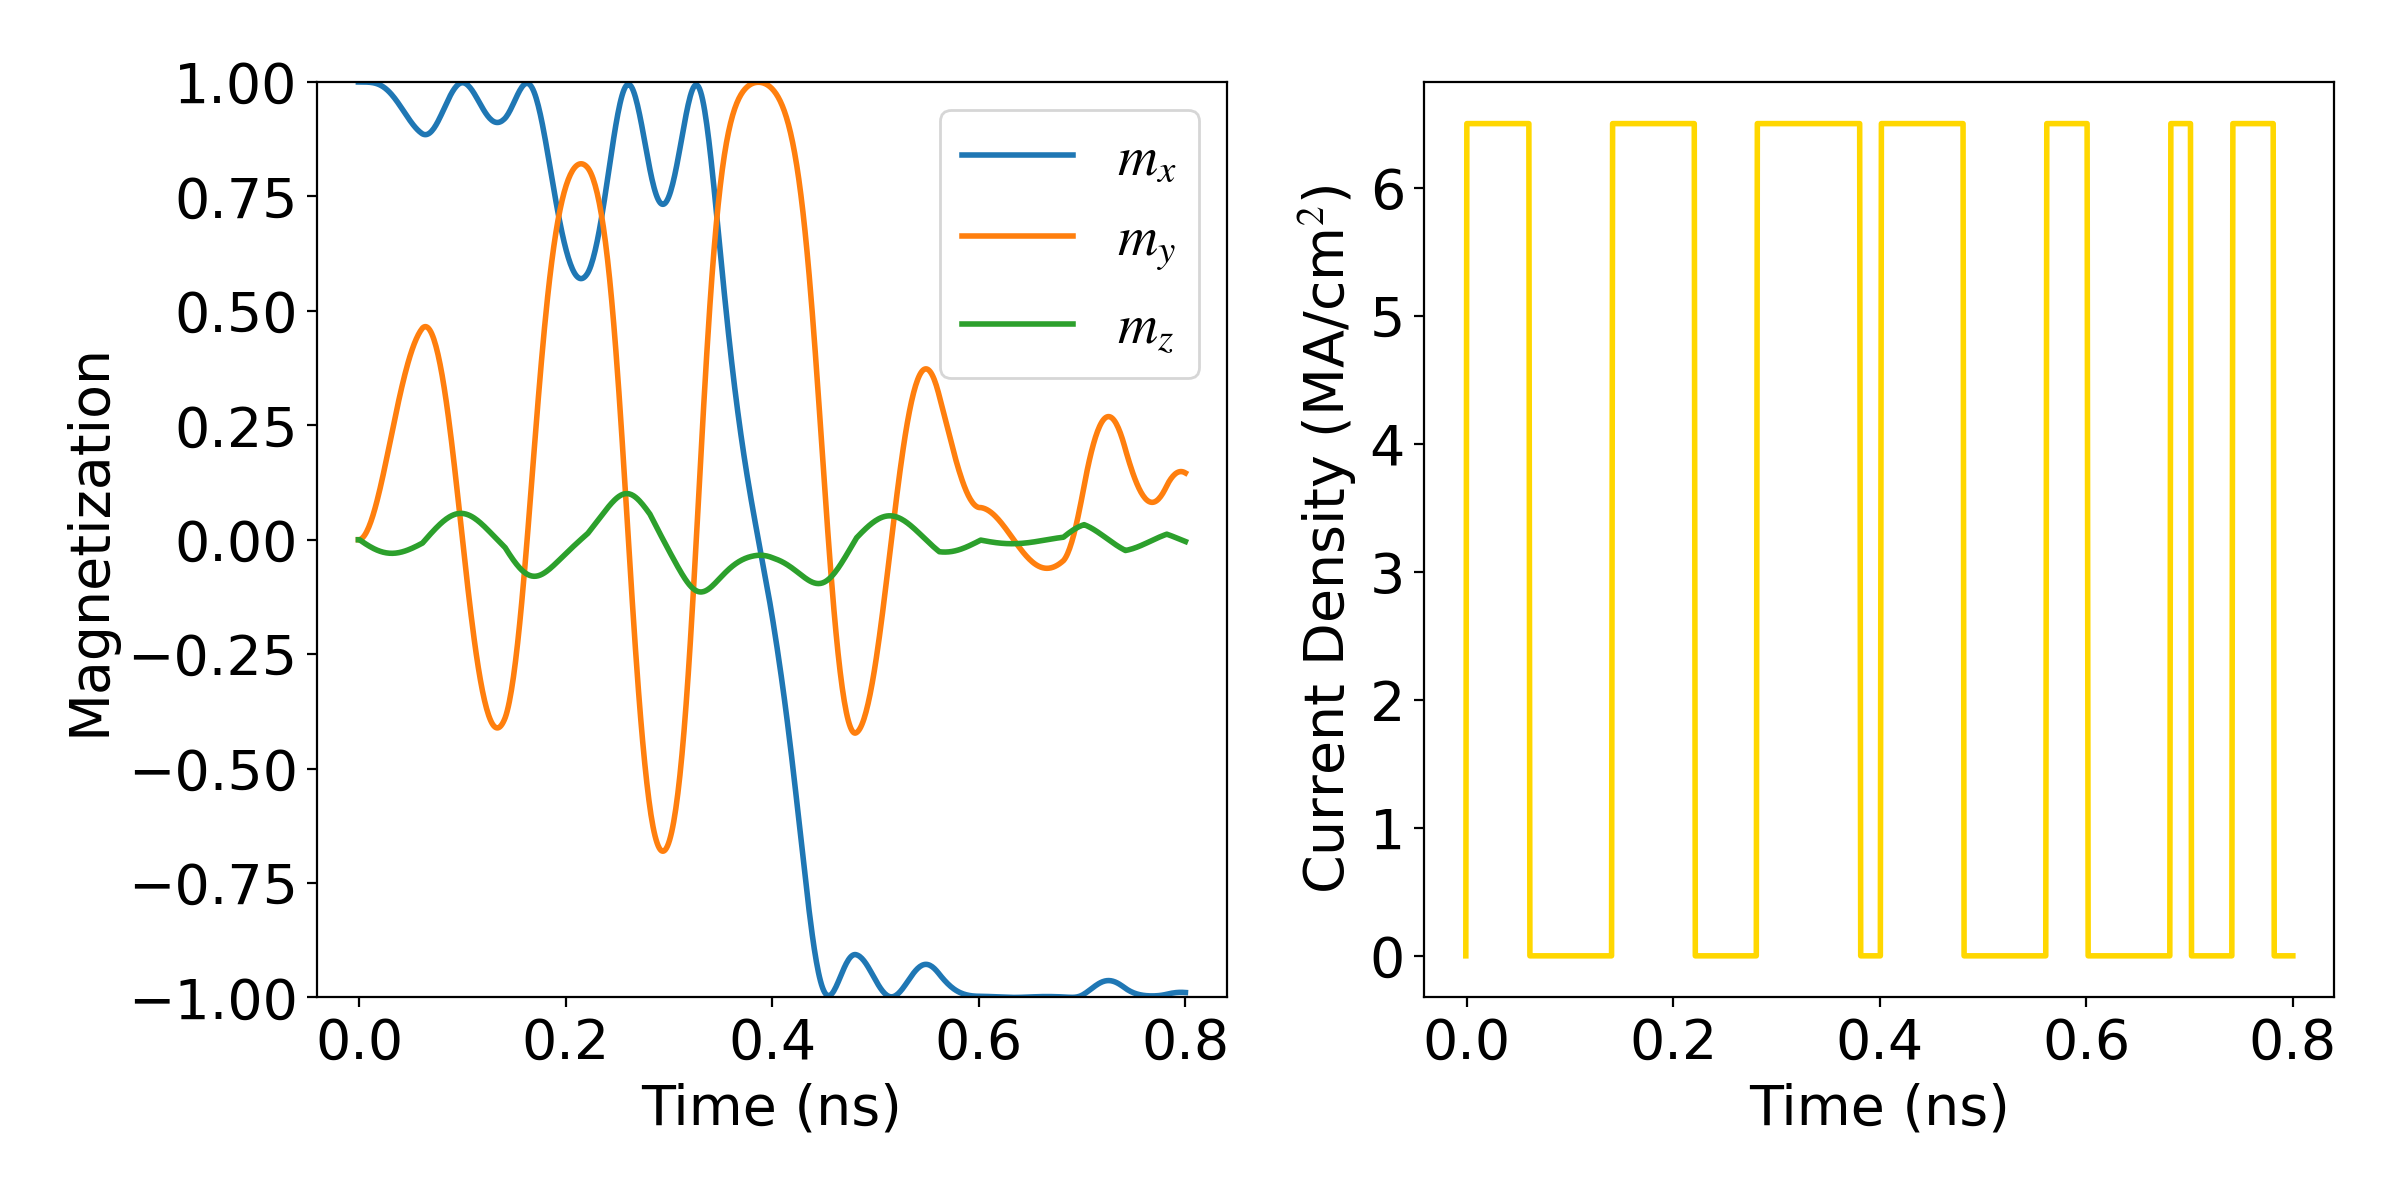 1.00
0.75
0.50
0.25
0.00
−0.25
−0.50
−0.75
−1.00
Magnetization
0.0 0.2 0.4 0.6 0.8
Time (ns)
mₓ
m_y
m_z
6
5
4
3
2
1
0
Current Density (MA/cm²)
0.0 0.2 0.4 0.6 0.8
Time (ns)